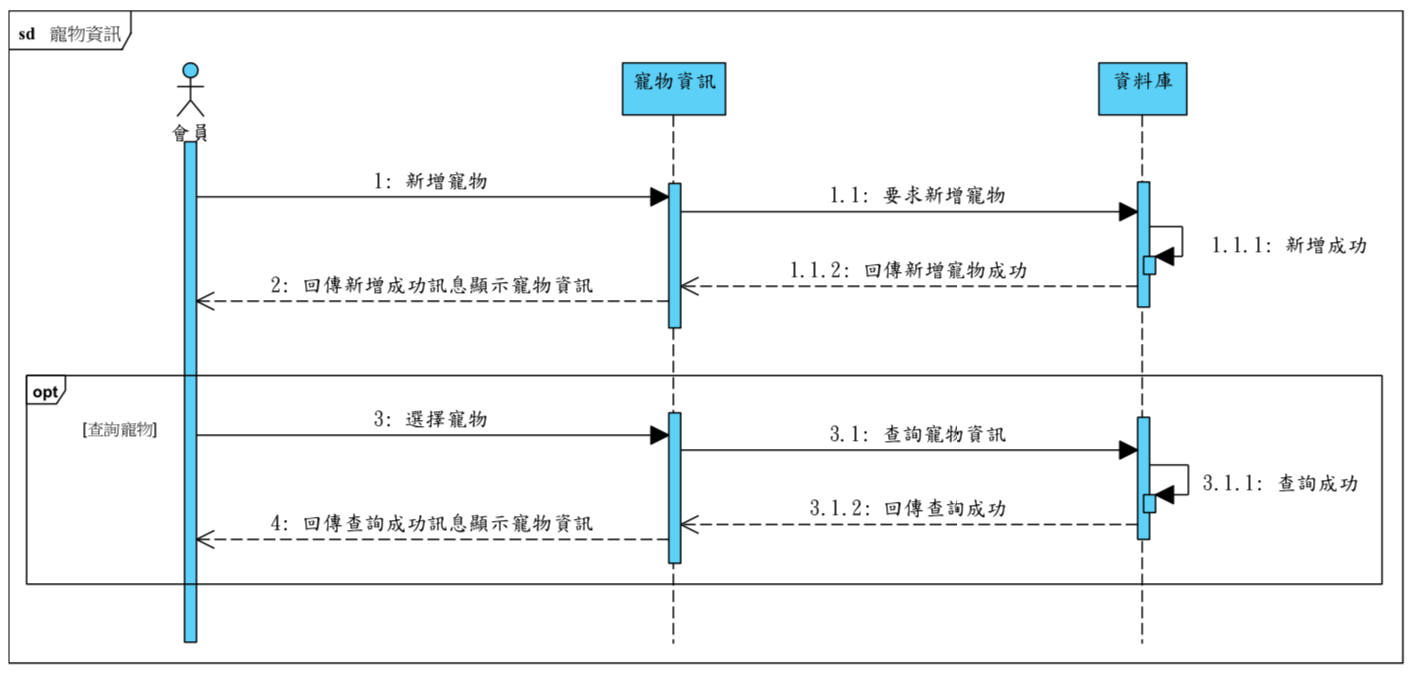 sd 寵物資訊
會員
寵物資訊
資料庫
1: 新增寵物
1.1: 要求新增寵物
1.1.1: 新增成功
1.1.2: 回傳新增寵物成功
2: 回傳新增成功訊息顯示寵物資訊
opt
[查詢寵物]
3: 選擇寵物
3.1: 查詢寵物資訊
3.1.1: 查詢成功
3.1.2: 回傳查詢成功
4: 回傳查詢成功訊息顯示寵物資訊